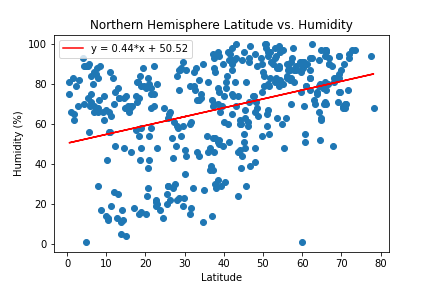 Northern Hemisphere Latitude vs. Humidity
y = 0.44*x + 50.52
Humidity (%)
100
80
60
40
20
0
0 10 20 30 40 50 60 70 80
Latitude